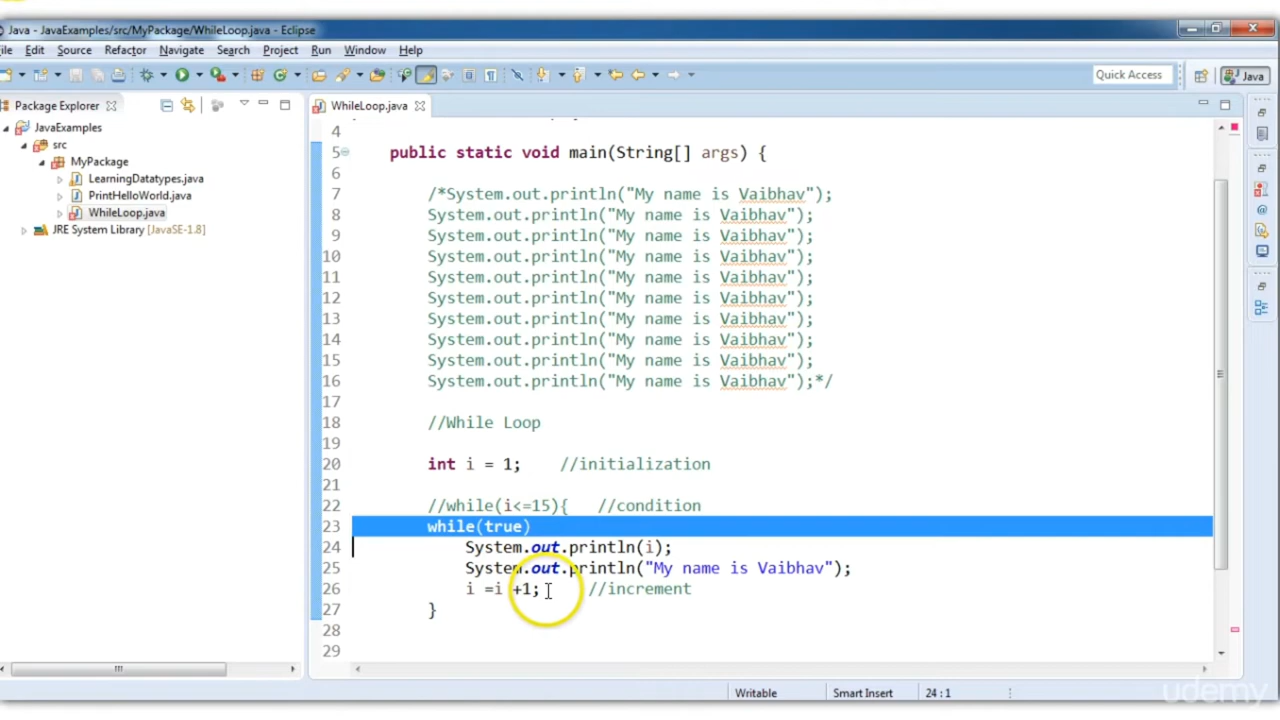 Java - JavaExamples/src/MyPackage/WhileLoop.java - Eclipse
ile Edit Source Refactor Navigate Search Project Run Window Help
Quick Access Java
Package Explorer WhileLoop.java
JavaExamples
src
MyPackage
LearningDatatypes.java
PrintHelloWorld.java
WhileLoop.java
JRE System Library [JavaSE-1.8]
4
5 public static void main(String[] args) {
6
7 /*System.out.println("My name is Vaibhav");
8 System.out.println("My name is Vaibhav");
9 System.out.println("My name is Vaibhav");
10 System.out.println("My name is Vaibhav");
11 System.out.println("My name is Vaibhav");
12 System.out.println("My name is Vaibhav");
13 System.out.println("My name is Vaibhav");
14 System.out.println("My name is Vaibhav");
15 System.out.println("My name is Vaibhav");
16 System.out.println("My name is Vaibhav");*/
17
18 //While Loop
19
20 int i = 1; //initialization
21
22 //while(i<=15){ //condition
23 while(true)
24 System.out.println(i);
25 System.out.println("My name is Vaibhav");
26 i =i +1; //increment
27 }
28
29
Writable Smart Insert 24 : 1
udemy